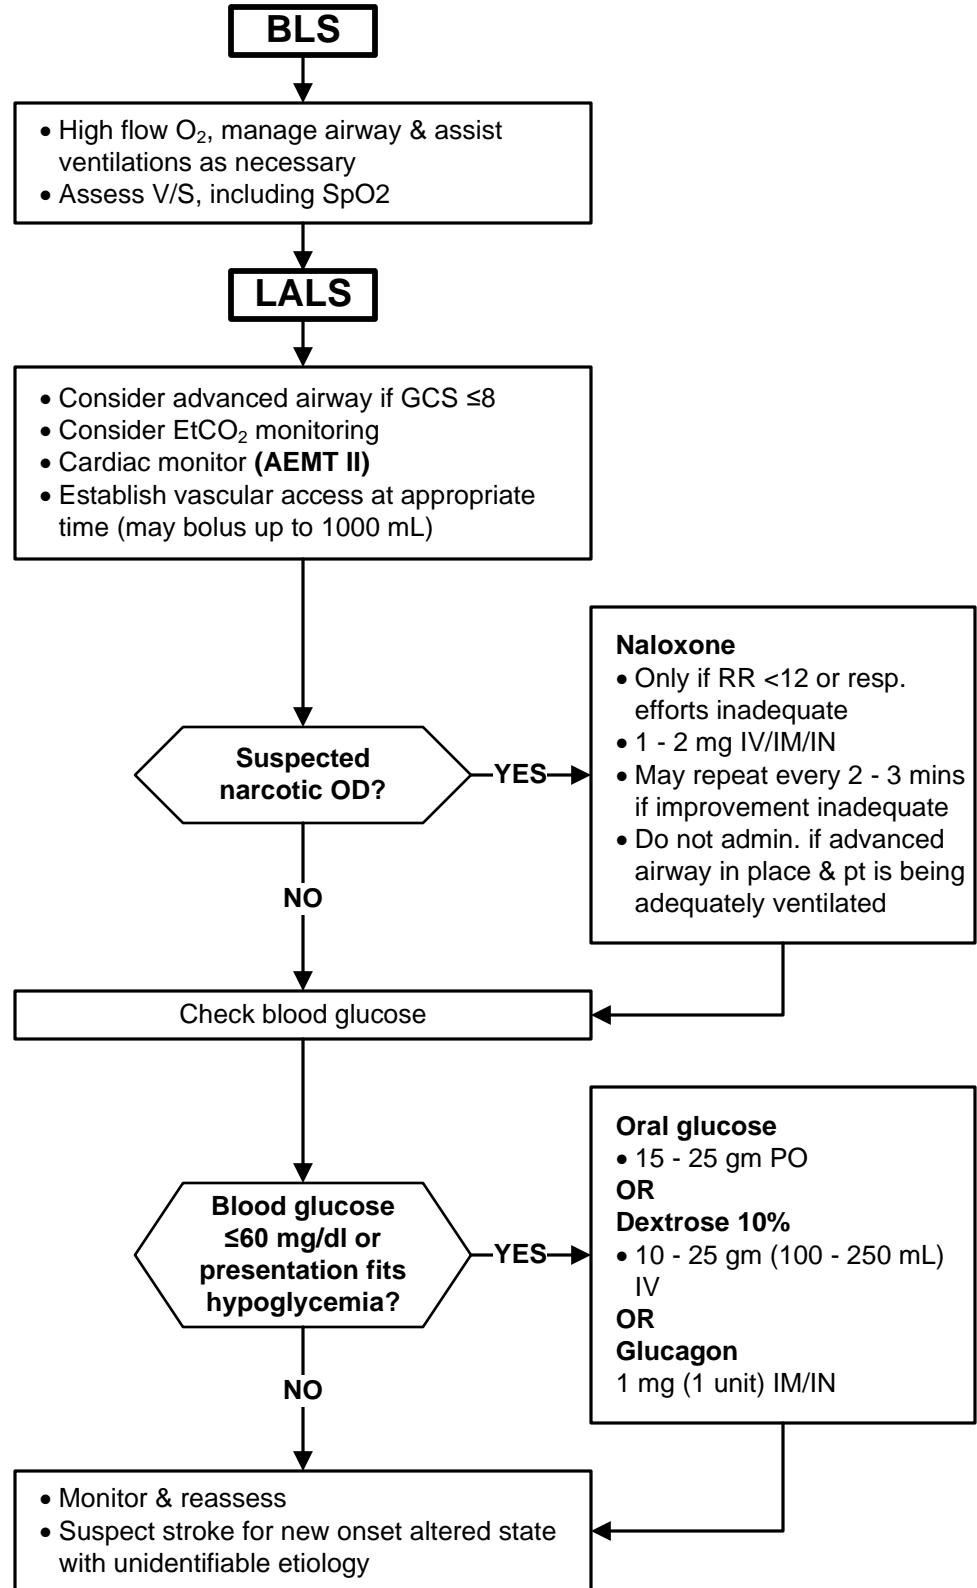 BLS
• High flow O₂, manage airway & assist
ventilations as necessary
• Assess V/S, including SpO2
LALS
• Consider advanced airway if GCS ≤8
• Consider EtCO₂ monitoring
• Cardiac monitor (AEMT II)
• Establish vascular access at appropriate
time (may bolus up to 1000 mL)
Suspected
narcotic OD?
YES
Naloxone
• Only if RR <12 or resp.
efforts inadequate
• 1 - 2 mg IV/IM/IN
• May repeat every 2 - 3 mins
if improvement inadequate
• Do not admin. if advanced
airway in place & pt is being
adequately ventilated
NO
Check blood glucose
Blood glucose
≤60 mg/dl or
presentation fits
hypoglycemia?
YES
Oral glucose
• 15 - 25 gm PO
OR
Dextrose 10%
• 10 - 25 gm (100 - 250 mL)
IV
OR
Glucagon
1 mg (1 unit) IM/IN
NO
• Monitor & reassess
• Suspect stroke for new onset altered state
with unidentifiable etiology